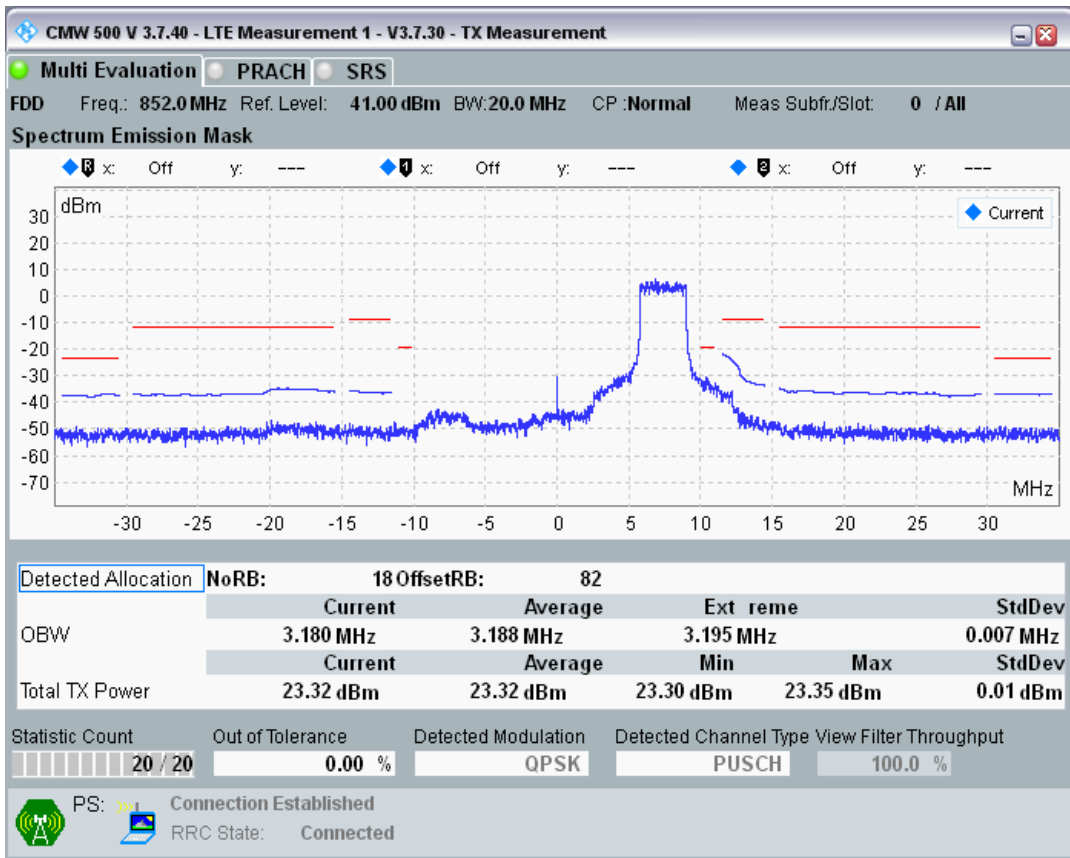 CMW 500 V 3.7.40 - LTE Measurement 1 - V3.7.30 - TX Measurement
Multi Evaluation PRACH SRS
FDD Freq.: 852.0 MHz Ref. Level: 41.00 dBm BW:20.0 MHz CP :Normal Meas Subfr./Slot: 0 / All
Spectrum Emission Mask
R x: Off y: --- 1 x: Off y: --- 2 x: Off y: ---
dBm
Current
30
20
10
0
-10
-20
-30
-40
-50
-60
-70
MHz
-30 -25 -20 -15 -10 -5 0 5 10 15 20 25 30
Detected Allocation NoRB: 18 OffsetRB: 82
Current Average Ext reme StdDev
OBW 3.180 MHz 3.188 MHz 3.195 MHz 0.007 MHz
Current Average Min Max StdDev
Total TX Power 23.32 dBm 23.32 dBm 23.30 dBm 23.35 dBm 0.01 dBm
Statistic Count Out of Tolerance Detected Modulation Detected Channel Type View Filter Throughput
20 / 20 0.00 % QPSK PUSCH 100.0 %
PS: Connection Established
RRC State: Connected